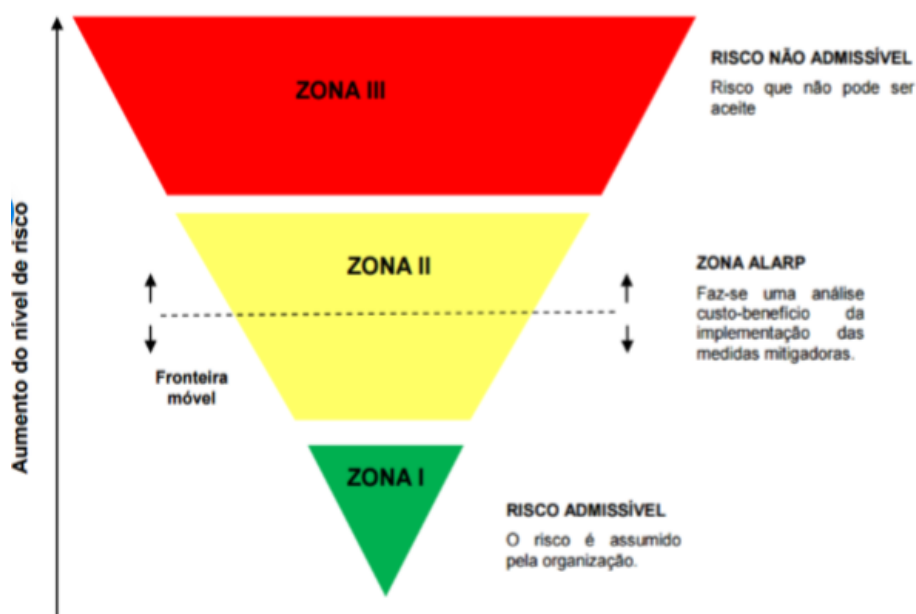 RISCO NÃO ADMISSÍVEL
Risco que não pode ser
aceite
ZONA III
Aumento do nível de risco
ZONA II
ZONA ALARP
Faz-se uma análise
custo-benefício da
implementação das
medidas mitigadoras.
Fronteira
móvel
ZONA I
RISCO ADMISSÍVEL
O risco é assumido
pela organização.